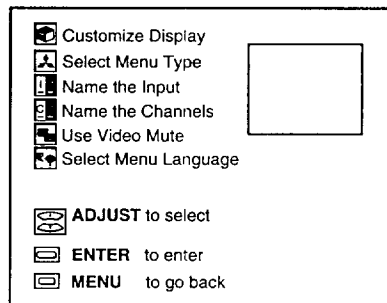 Customize Display
Select Menu Type
Name the Input
Name the Channels
Use Video Mute
Select Menu Language
ADJUST to select
ENTER to enter
MENU to go back